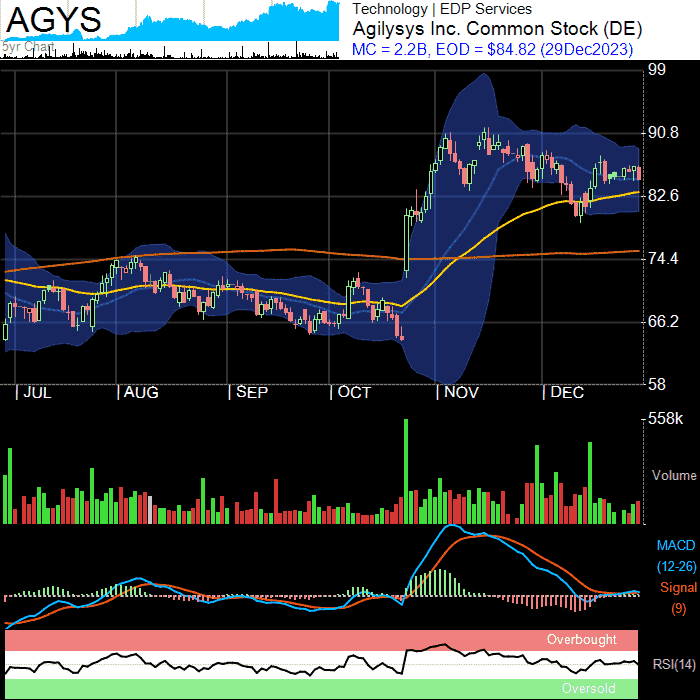 AGYS
5yr Chart
Technology | EDP Services
Agilysys Inc. Common Stock (DE)
MC = 2.2B, EOD = $84.82 (29Dec2023)
99
90.8
82.6
74.4
66.2
58
JUL AUG SEP OCT NOV DEC
558k
Volume
MACD
(12-26)
Signal
(9)
Overbought
RSI(14)
Oversold